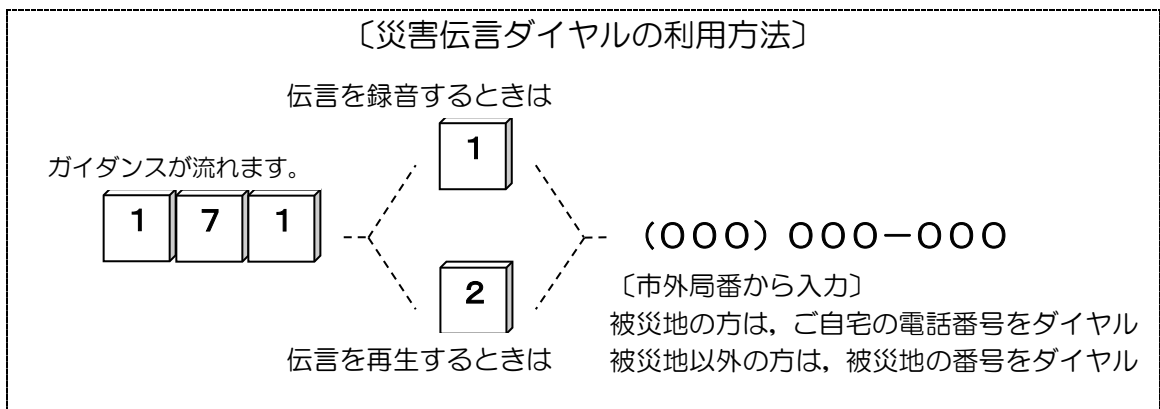 〔災害伝言ダイヤルの利用方法〕
伝言を録音するときは
1
ガイダンスが流れます。
1 7 1
(000) 000-000
2
〔市外局番から入力〕
被災地の方は，ご自宅の電話番号をダイヤル
伝言を再生するときは
被災地以外の方は，被災地の番号をダイヤル